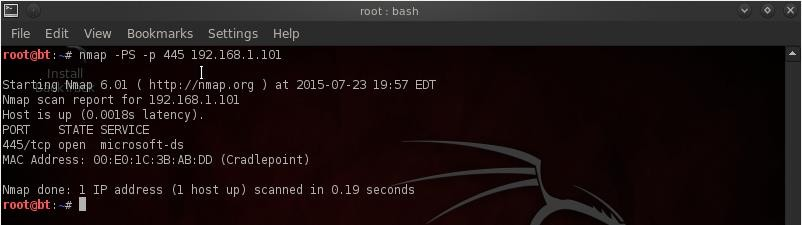 root : bash
File Edit View Bookmarks Settings Help
root@bt:~# nmap -PS -p 445 192.168.1.101
Install
Starting Nmap 6.01 ( http://nmap.org ) at 2015-07-23 19:57 EDT
Nmap scan report for 192.168.1.101
Host is up (0.0018s latency).
PORT    STATE SERVICE
445/tcp open  microsoft-ds
MAC Address: 00:E0:1C:3B:AB:DD (Cradlepoint)
Nmap done: 1 IP address (1 host up) scanned in 0.19 seconds
root@bt:~#